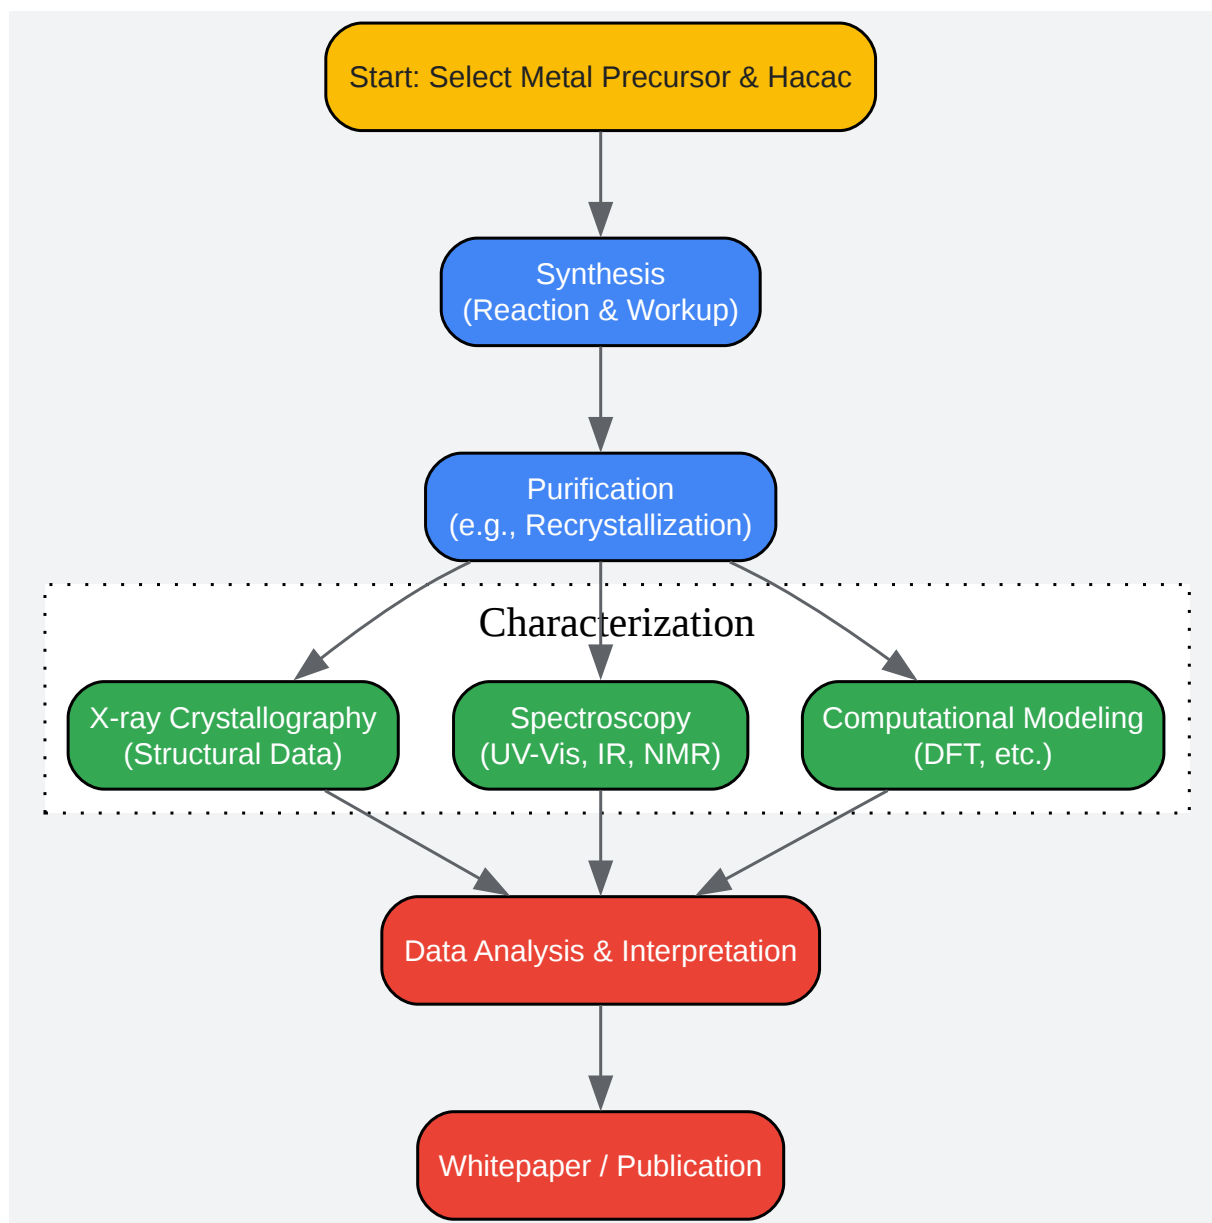 Start: Select Metal Precursor & Hacac
Synthesis
(Reaction & Workup)
Purification
(e.g., Recrystallization)
Characterization
X-ray Crystallography
(Structural Data)
Spectroscopy
(UV-Vis, IR, NMR)
Computational Modeling
(DFT, etc.)
Data Analysis & Interpretation
Whitepaper / Publication